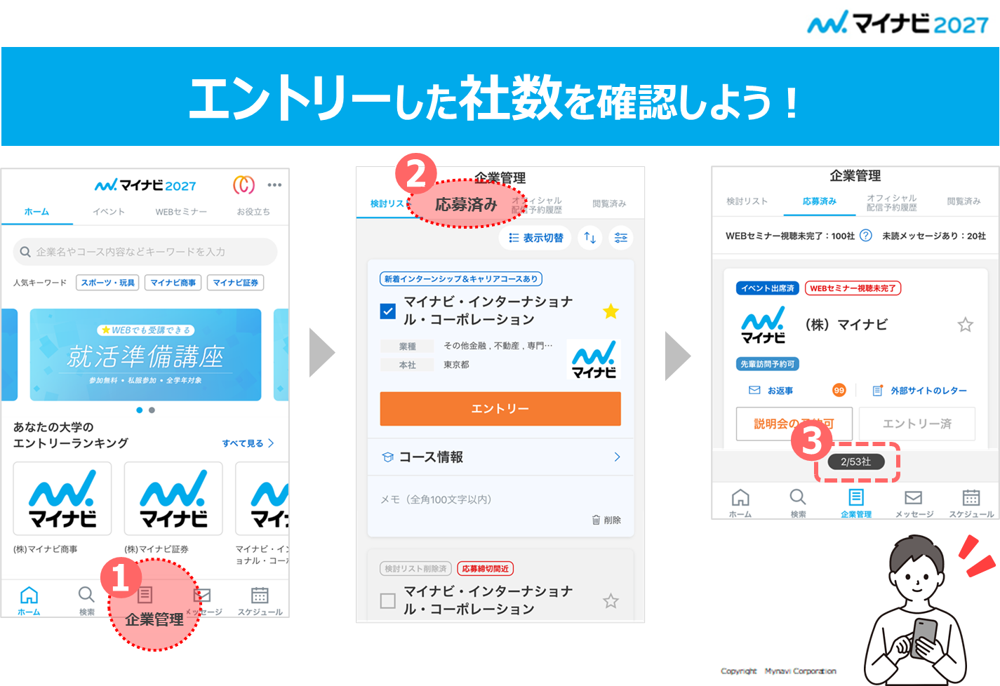 マイナビ2027
エントリーした社数を確認しよう！
マイナビ2027
ホーム イベント WEBセミナー お役立ち
企業名やコース内容などキーワードを入力
人気キーワード スポーツ・玩具 マイナビ商事 マイナビ証券
WEBでも受講できる
就活準備講座
参加無料・私服参加・全学年対象
あなたの大学の
エントリーランキング すべて見る
マイナビ マイナビ マイナ
(株)マイナビ商事 (株)マイナビ証券 マイナビ・イン
ョナル・コー
1
ホーム 検索 企業管理 メッセージ スケジュール
2
企業管理
検討リスト 応募済み オフィシャル
配信予約履歴 閲覧済み
表示切替
新着インターンシップ＆キャリアコースあり
マイナビ・インターナショナ
ル・コーポレーション
業種 その他金融 , 不動産 , 専門…
本社 東京都
マイナビ
エントリー
コース情報
メモ（全角100文字以内）
削除
検討リスト削除済 応募締切間近
マイナビ・インターナショナ
ル・コーポレーション
企業管理
検討リスト 応募済み オフィシャル
配信予約履歴 閲覧済み
WEBセミナー視聴未完了：100社 ? 未読メッセージあり：20社
イベント出席済 WEBセミナー視聴未完了
マイナビ
（株）マイナビ
先輩訪問予約可
お返事 99 外部サイトのレター
説明会の予約可 エントリー済
3
2/53社
ホーム 検索 企業管理 メッセージ スケジュール
Copyright Mynavi Corporation